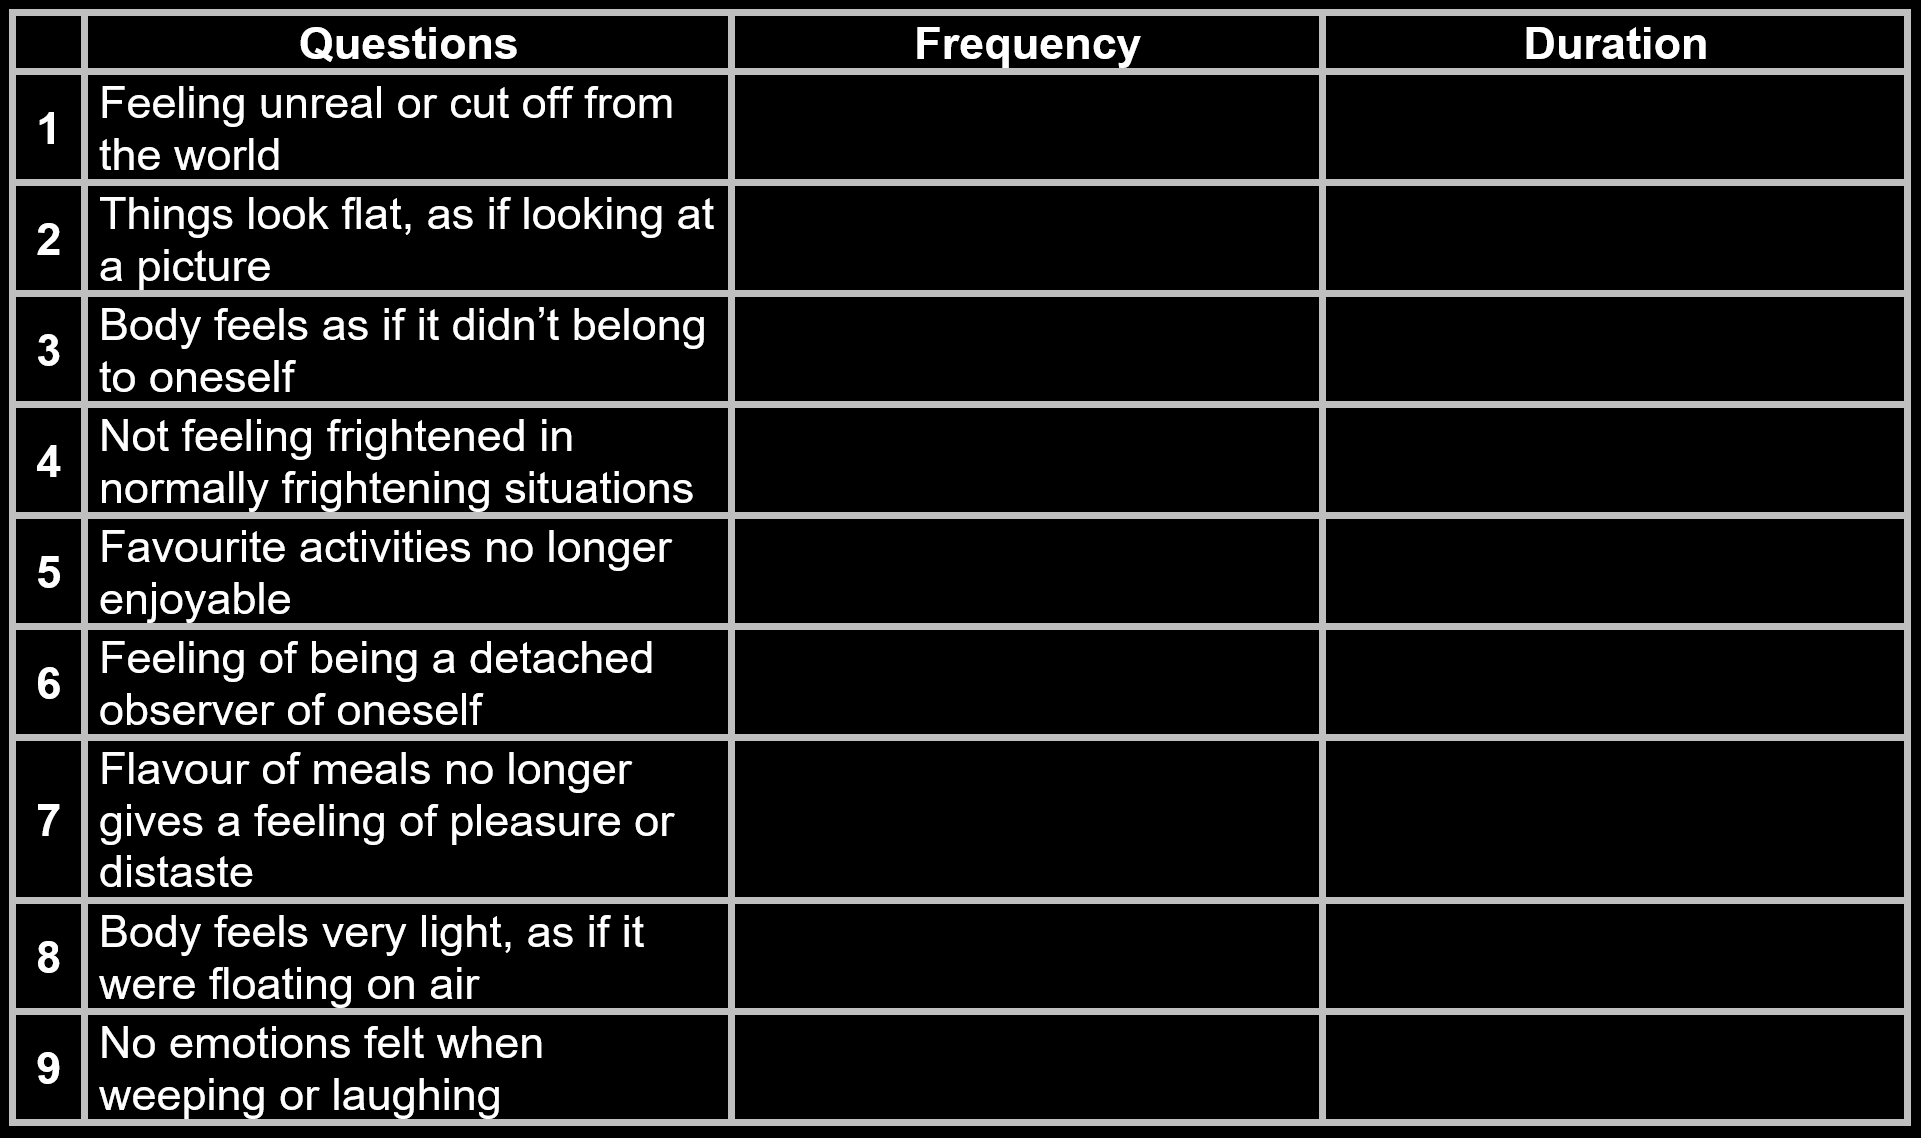 Questions Frequency Duration
1 Feeling unreal or cut off from
the world
2 Things look flat, as if looking at
a picture
3 Body feels as if it didn’t belong
to oneself
4 Not feeling frightened in
normally frightening situations
5 Favourite activities no longer
enjoyable
6 Feeling of being a detached
observer of oneself
7 Flavour of meals no longer
gives a feeling of pleasure or
distaste
8 Body feels very light, as if it
were floating on air
9 No emotions felt when
weeping or laughing